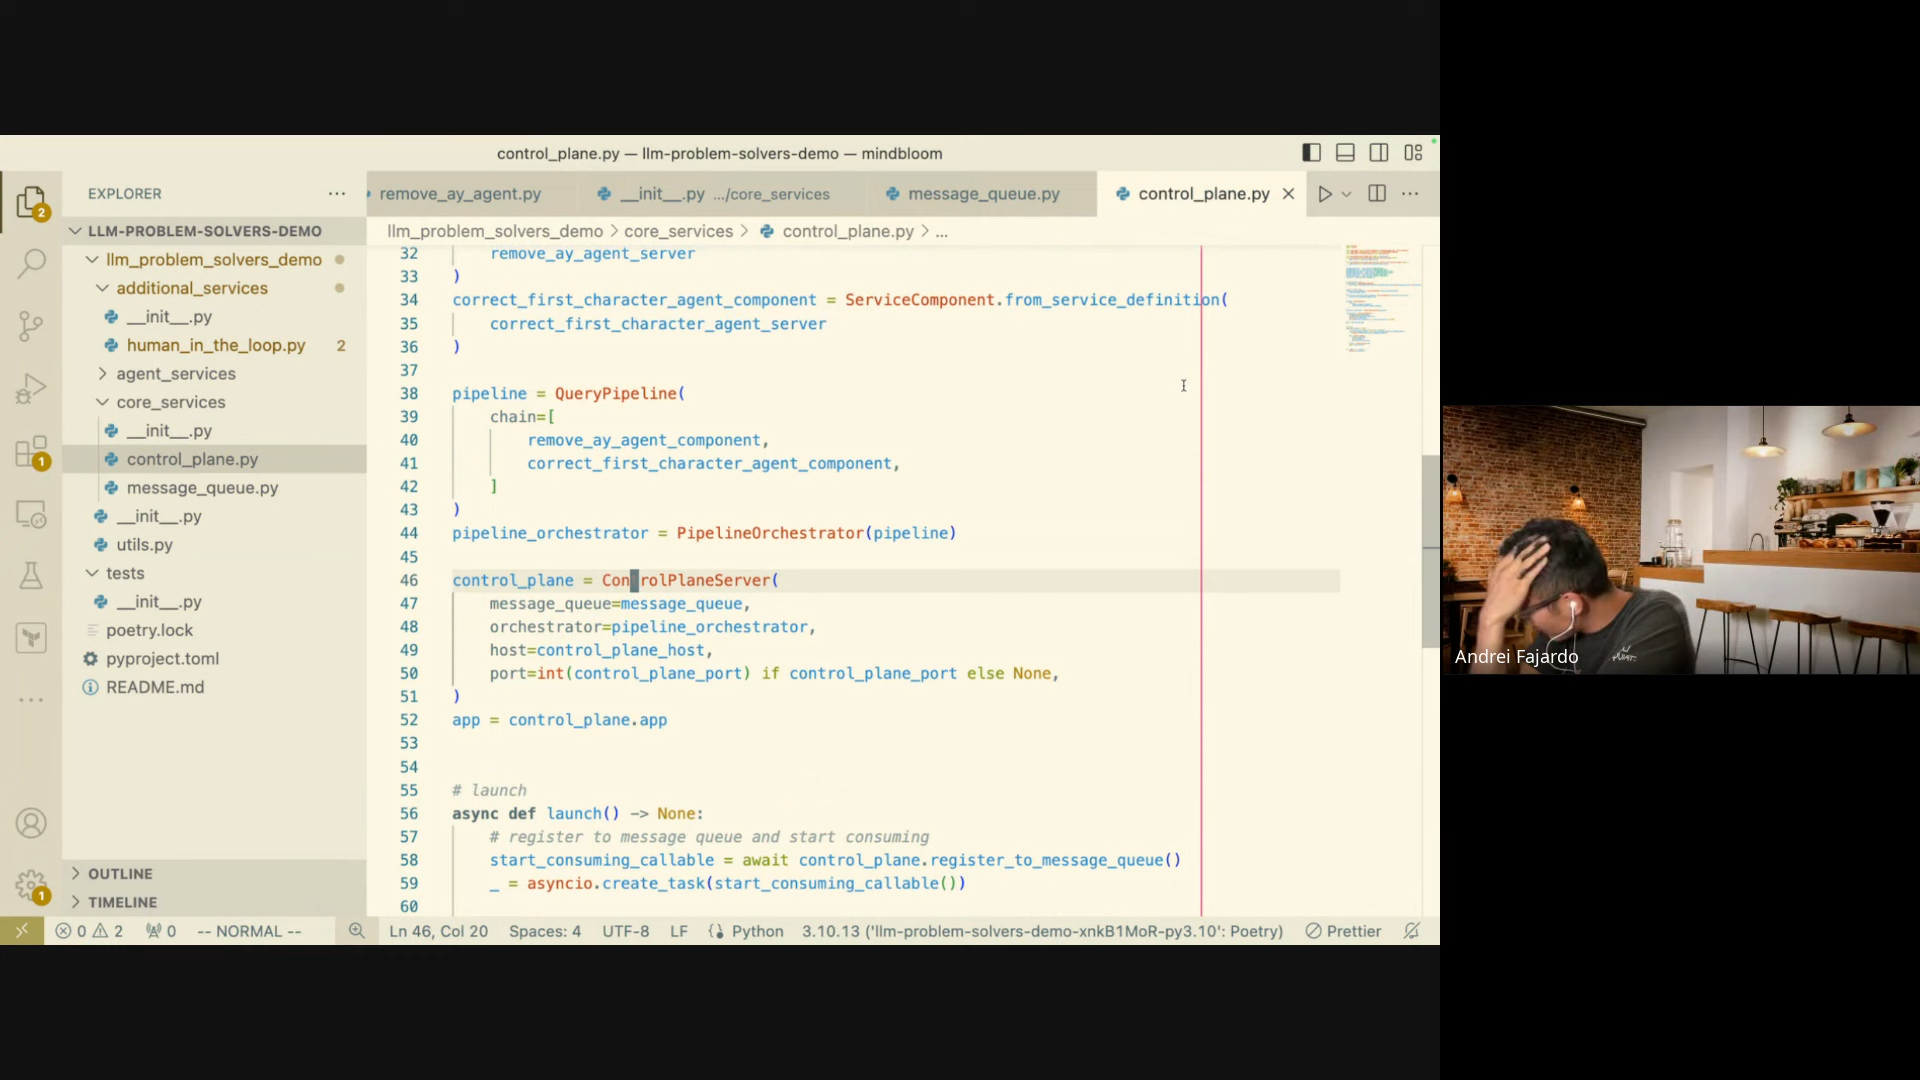 control_plane.py — llm-problem-solvers-demo — mindbloom
EXPLORER
LLM-PROBLEM-SOLVERS-DEMO
llm_problem_solvers_demo
additional_services
__init__.py
human_in_the_loop.py 2
agent_services
core_services
__init__.py
control_plane.py
message_queue.py
__init__.py
utils.py
tests
__init__.py
poetry.lock
pyproject.toml
README.md
OUTLINE
TIMELINE
2
1
1
remove_ay_agent.py
__init__.py .../core_services
message_queue.py
control_plane.py
llm_problem_solvers_demo > core_services > control_plane.py > ...
32 remove_ay_agent_server
33 )
34 correct_first_character_agent_component = ServiceComponent.from_service_definition(
35 correct_first_character_agent_server
36 )
37
38 pipeline = QueryPipeline(
39 chain=[
40 remove_ay_agent_component,
41 correct_first_character_agent_component,
42 ]
43 )
44 pipeline_orchestrator = PipelineOrchestrator(pipeline)
45
46 control_plane = ControlPlaneServer(
47 message_queue=message_queue,
48 orchestrator=pipeline_orchestrator,
49 host=control_plane_host,
50 port=int(control_plane_port) if control_plane_port else None,
51 )
52 app = control_plane.app
53
54
55 # launch
56 async def launch() -> None:
57 # register to message queue and start consuming
58 start_consuming_callable = await control_plane.register_to_message_queue()
59 _ = asyncio.create_task(start_consuming_callable())
60
0 2 0 -- NORMAL -- Ln 46, Col 20 Spaces: 4 UTF-8 LF Python 3.10.13 ('llm-problem-solvers-demo-xnkB1MoR-py3.10': Poetry) Prettier
Andrei Fajardo